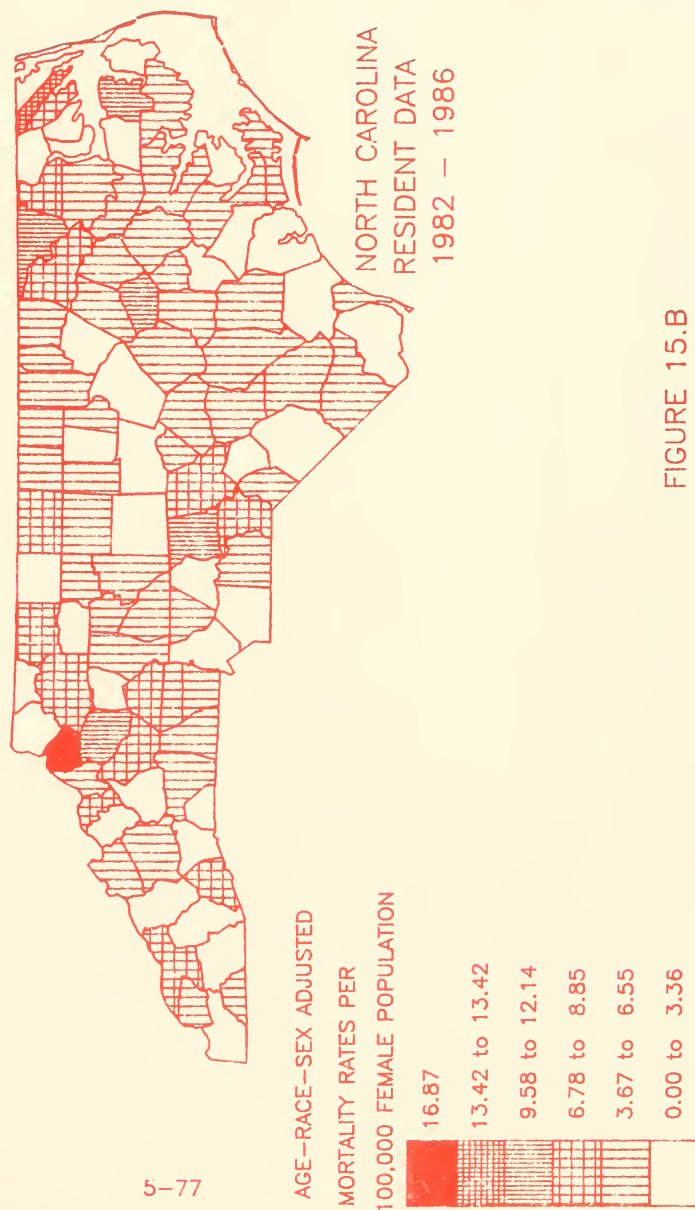 NORTH CAROLINA
RESIDENT DATA
1982 – 1986
AGE–RACE–SEX ADJUSTED
MORTALITY RATES PER
100,000 FEMALE POPULATION
16.87
13.42 to 13.42
9.58 to 12.14
6.78 to 8.85
3.67 to 6.55
0.00 to 3.36
FIGURE 15.B
5–77